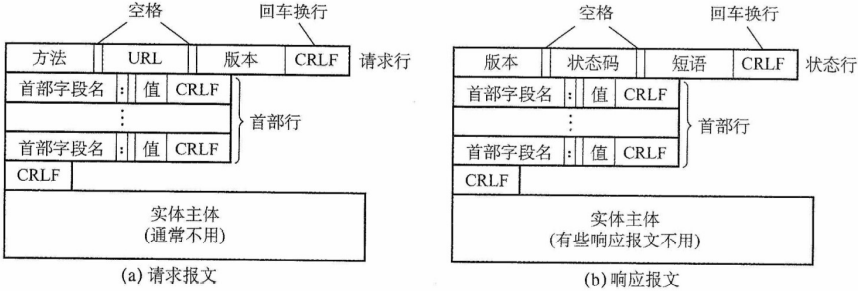 空格 回车换行
方法 URL 版本 CRLF 请求行
首部字段名 : 值 CRLF
⋮ 首部行
首部字段名 : 值 CRLF
CRLF
实体主体
(通常不用)
(a) 请求报文
空格 回车换行
版本 状态码 短语 CRLF 状态行
首部字段名 : 值 CRLF
⋮ 首部行
首部字段名 : 值 CRLF
CRLF
实体主体
(有些响应报文不用)
(b) 响应报文